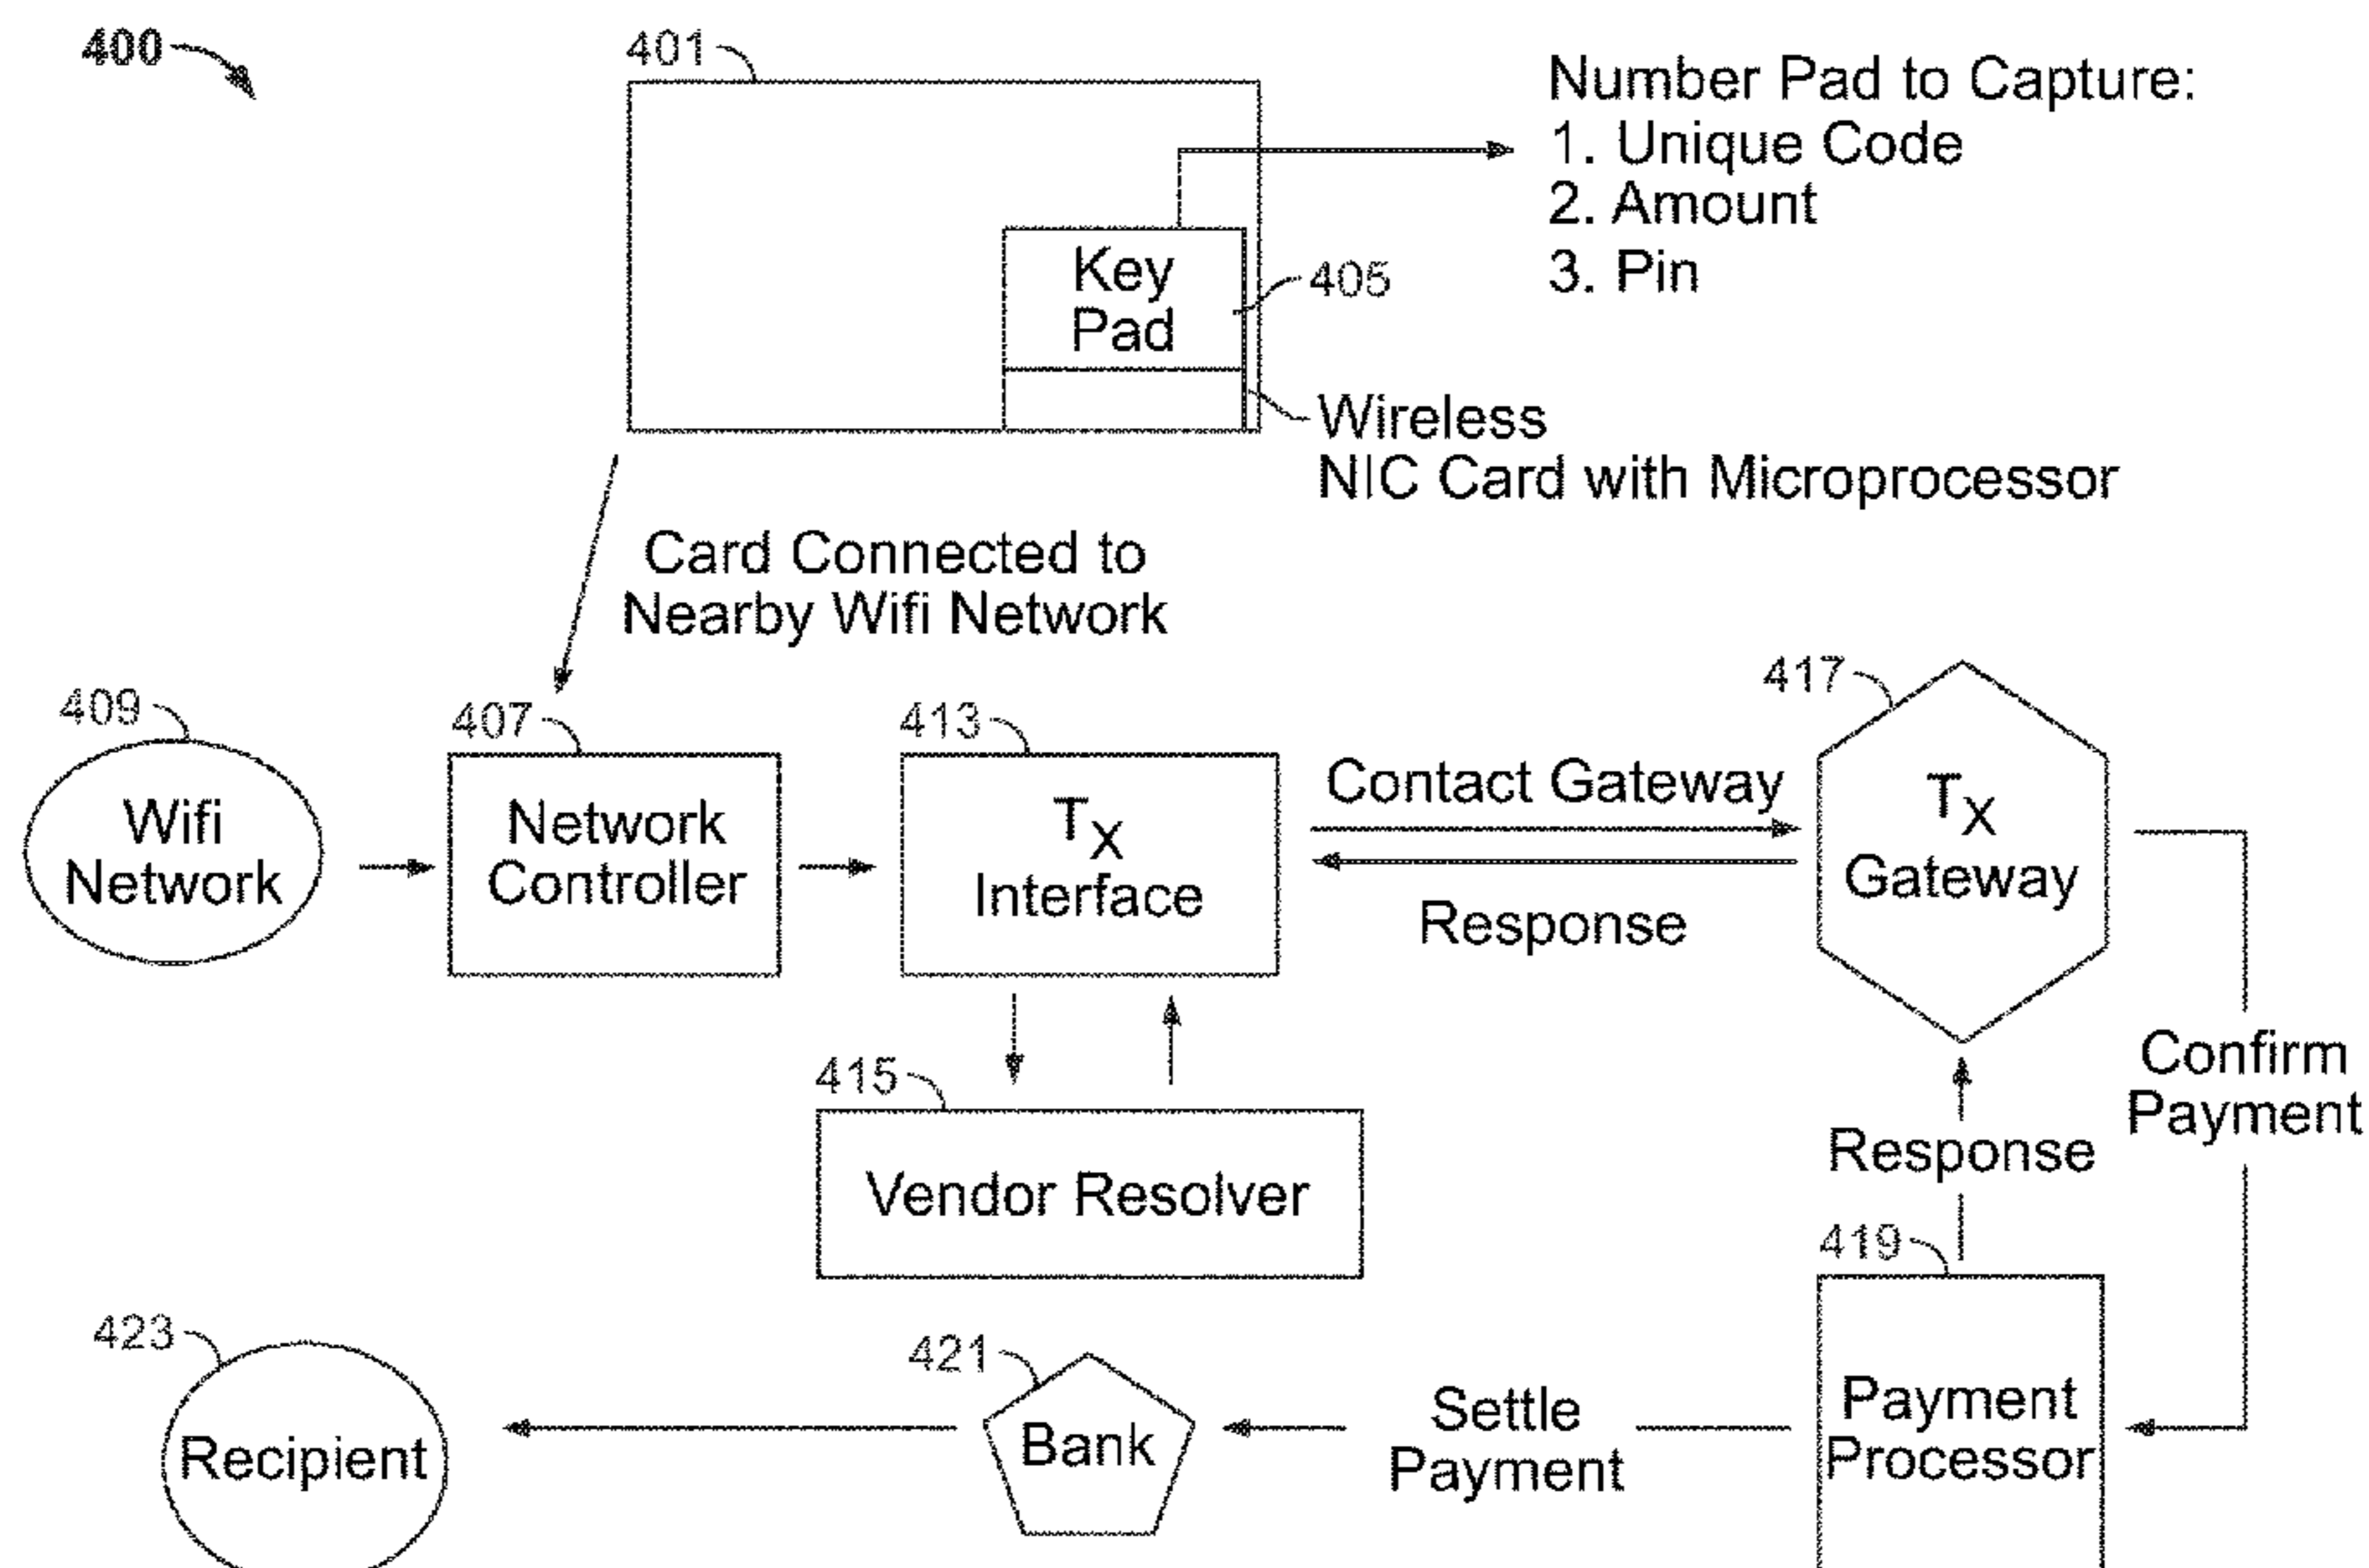 400
401
Number Pad to Capture:
1. Unique Code
2. Amount
3. Pin
Key
Pad
405
Wireless
NIC Card with Microprocessor
Card Connected to
Nearby Wifi Network
409
Wifi
Network
407
Network
Controller
413
TX
Interface
Contact Gateway
Response
417
TX
Gateway
Confirm
Payment
Response
415
Vendor Resolver
419
Payment
Processor
Settle
Payment
421
Bank
423
Recipient